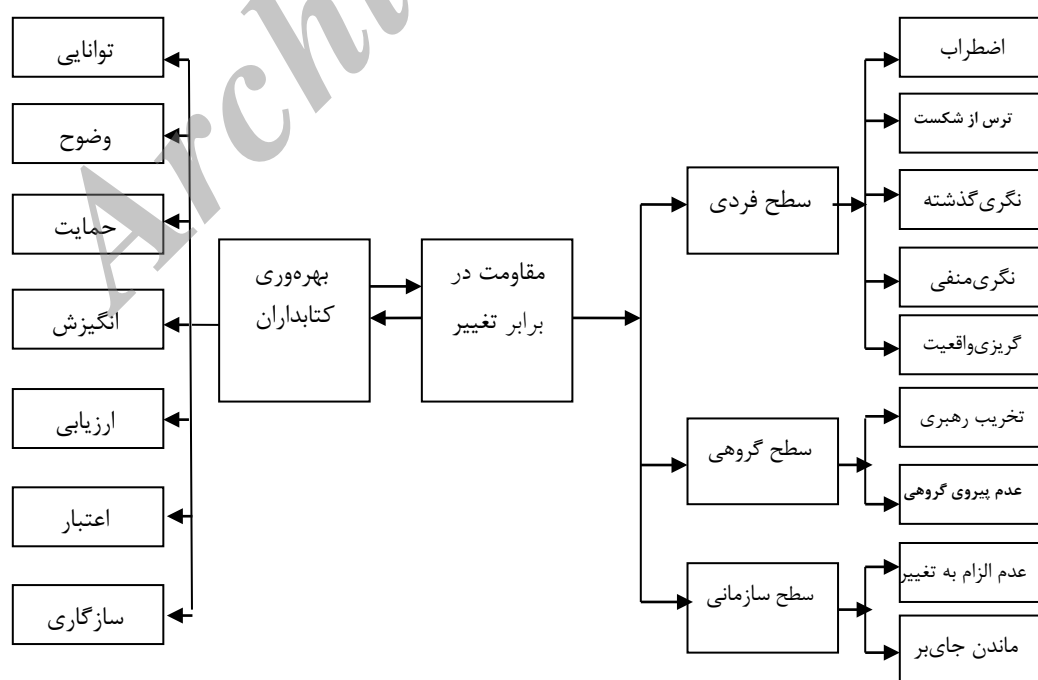 اضطراب
ترس از شکست
نگری‌گذشته
نگری‌منفی
گریزی‌واقعیت
تخریب رهبری
عدم پیروی گروهی
عدم الزام به تغییر
ماندن جای‌بر
سطح فردی
سطح گروهی
سطح سازمانی
مقاومت در
برابر تغییر
بهره‌وری
کتابداران
توانایی
وضوح
حمایت
انگیزش
ارزیابی
اعتبار
سازگاری